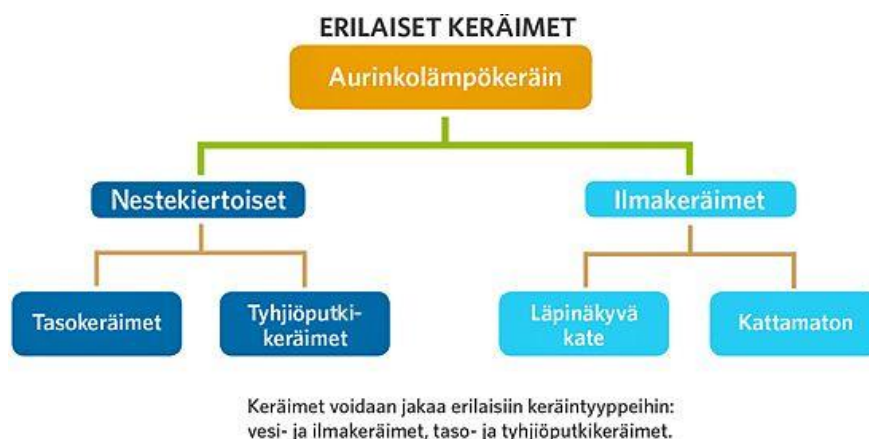 ERILAISET KERÄIMET
Aurinkolämpökeräin
Nestekiertoiset
Ilmakeräimet
Tasokeräimet
Tyhjiöputki-
keräimet
Läpinäkyvä
kate
Kattamaton
Keräimet voidaan jakaa erilaisiin keräintyyppeihin:
vesi- ja ilmakeräimet, taso- ja tyhjiöputkikeräimet.